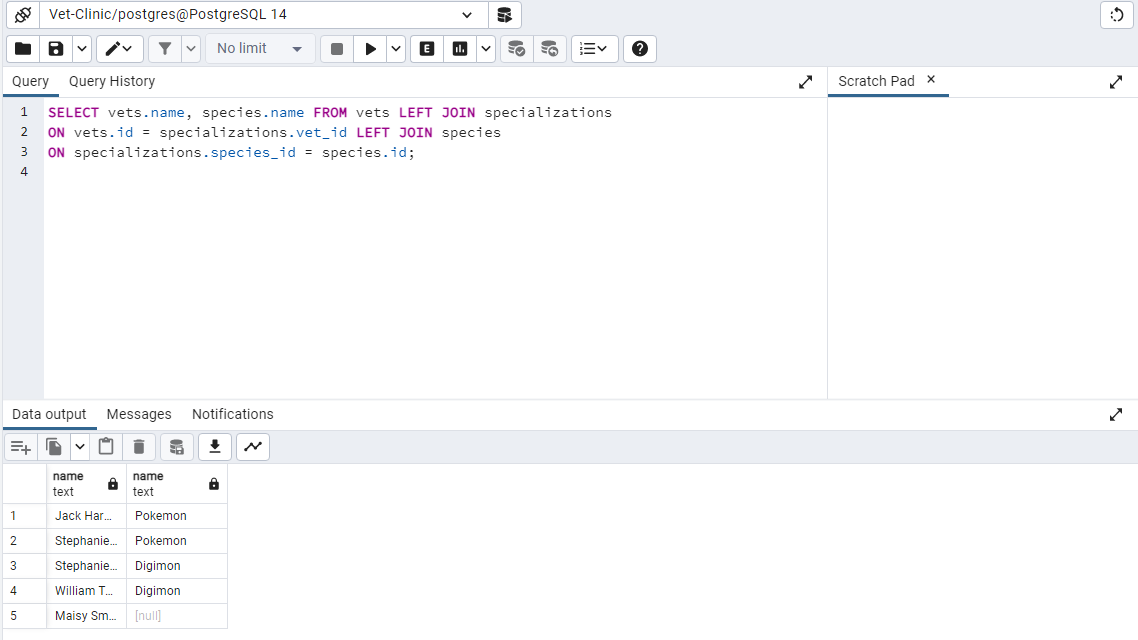 Vet-Clinic/postgres@PostgreSQL 14
No limit
E
Query Query History
Scratch Pad ×
1 SELECT vets.name, species.name FROM vets LEFT JOIN specializations
2 ON vets.id = specializations.vet_id LEFT JOIN species
3 ON specializations.species_id = species.id;
4
Data output Messages Notifications
name name
text text
1 Jack Har... Pokemon
2 Stephanie... Pokemon
3 Stephanie... Digimon
4 William T... Digimon
5 Maisy Sm... [null]